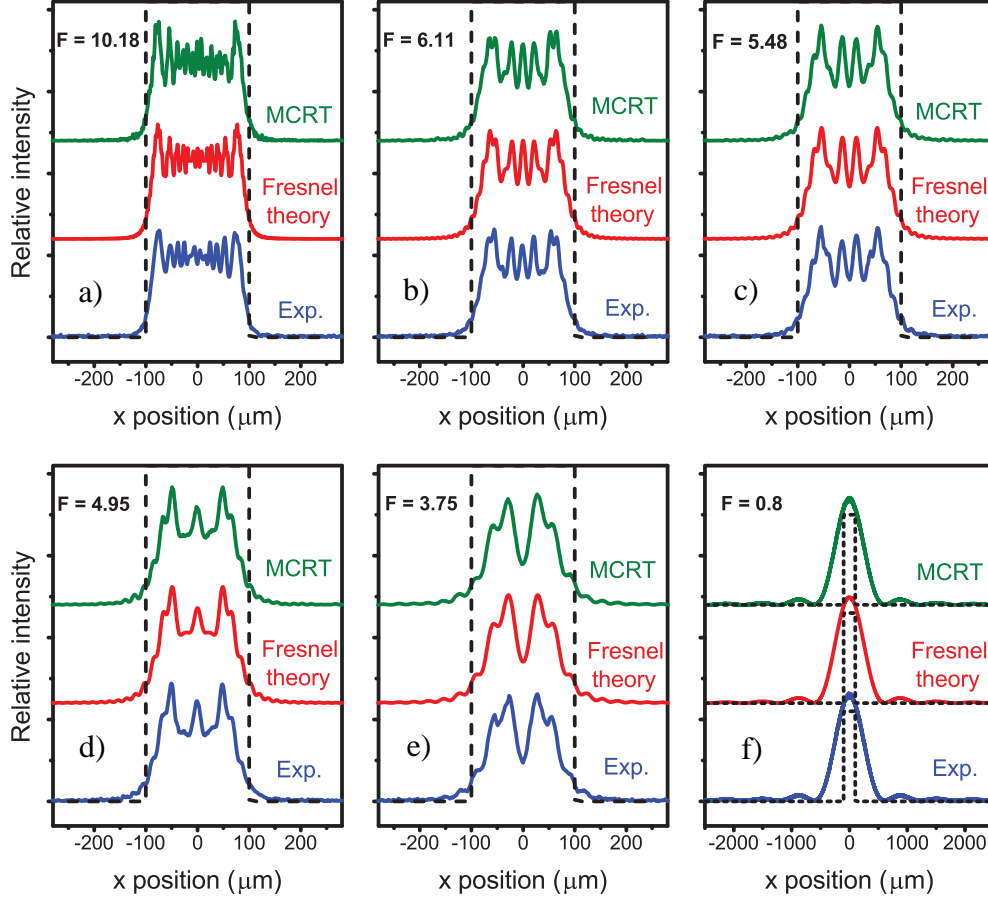 F = 10.18
MCRT
Fresnel
theory
a)
Exp.
Relative intensity
-200 -100 0 100 200
x position (μm)
F = 6.11
MCRT
Fresnel
theory
b)
Exp.
-200 -100 0 100 200
x position (μm)
F = 5.48
MCRT
Fresnel
theory
c)
Exp.
-200 -100 0 100 200
x position (μm)
F = 4.95
MCRT
Fresnel
theory
d)
Exp.
Relative intensity
-200 -100 0 100 200
x position (μm)
F = 3.75
MCRT
Fresnel
theory
e)
Exp.
-200 -100 0 100 200
x position (μm)
F = 0.8
MCRT
Fresnel
theory
f)
Exp.
-2000 -1000 0 1000 2000
x position (μm)